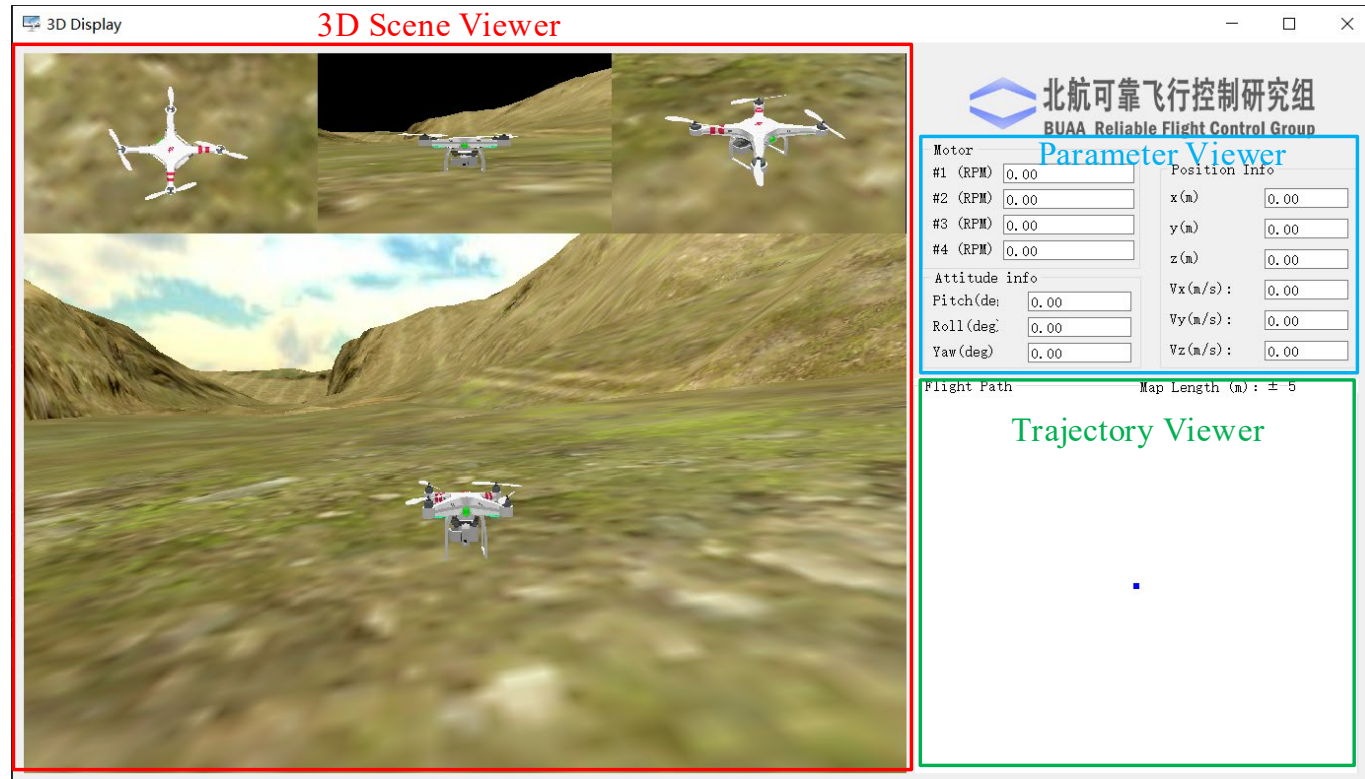 3D Display
3D Scene Viewer
北航可靠飞行控制研究组
BUAA Reliable Flight Control Group
Parameter Viewer
Motor
#1 (RPM) 0.00
#2 (RPM) 0.00
#3 (RPM) 0.00
#4 (RPM) 0.00
Attitude info
Pitch(de
0.00
Roll(deg
0.00
Yaw(deg) 0.00
Position Info
x(m) 0.00
y(m) 0.00
z(m) 0.00
Vx(m/s): 0.00
Vy(m/s): 0.00
Vz(m/s): 0.00
Flight Path
Map Length (m): ± 5
Trajectory Viewer